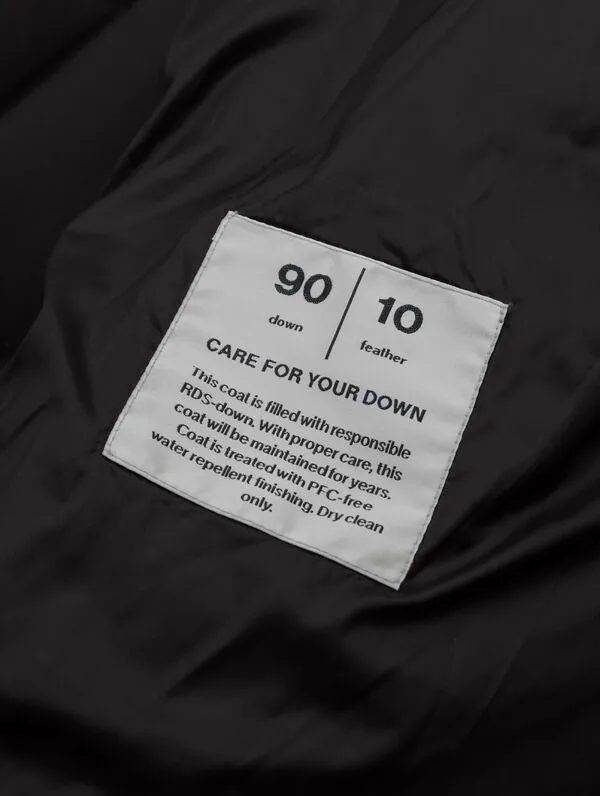 90 10
down feather
CARE FOR YOUR DOWN
This coat is filled with responsible
RDS-down. With proper care, this
coat will be maintained for years.
Coat is treated with PFC-free
water repellent finishing. Dry clean
only.